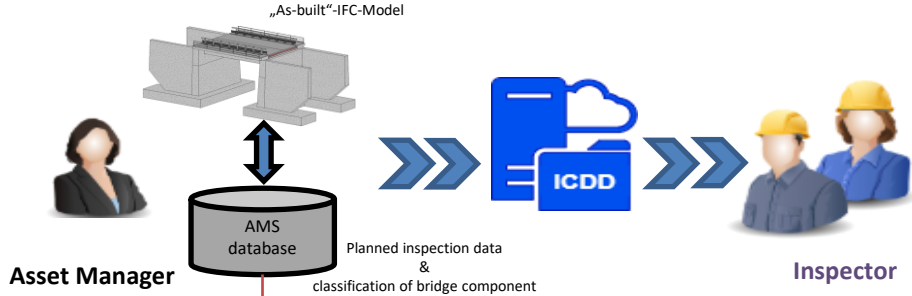 „As-built“-IFC-Model
ICDD
AMS
database
Planned inspection data
&
classification of bridge component
Asset Manager
Inspector